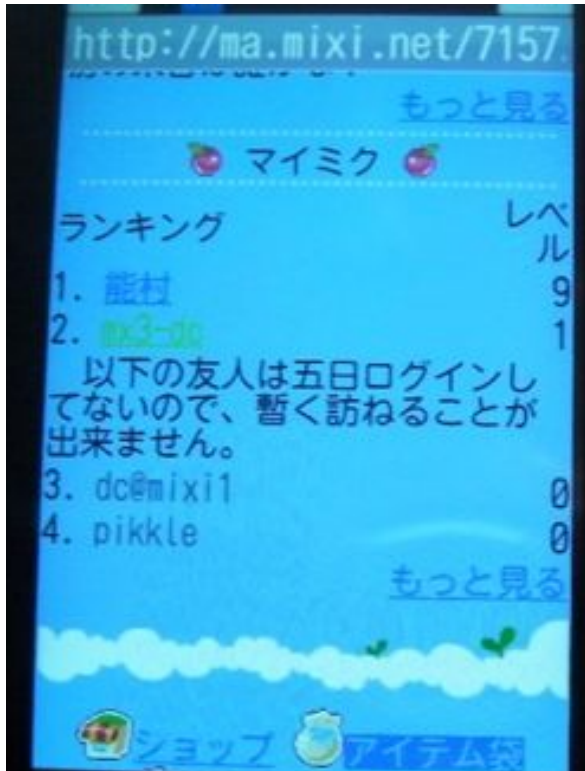 http://ma.mixi.net/7157.
もっと見る
マイミク
ランキング レベル
1. 能村 9
2. mx3-dc 1
以下の友人は五日ログインし
てないので、暫く訪ねることが
出来ません。
3. dc@mixi1 0
4. pikkle 0
もっと見る
ショップ アイテム袋